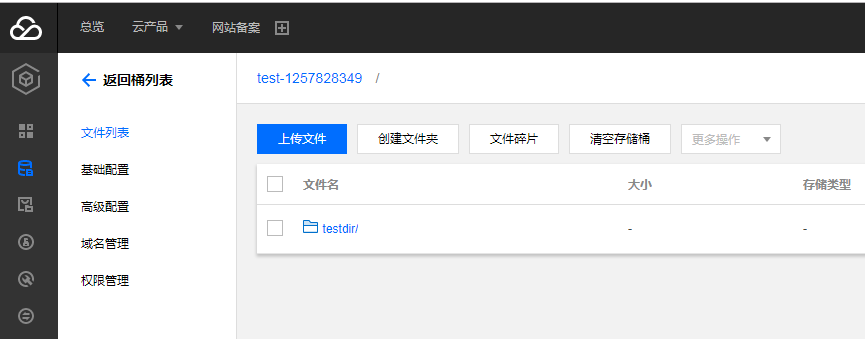 总览 云产品 网站备案
返回桶列表
test-1257828349 /
文件列表
上传文件 创建文件夹 文件碎片 清空存储桶 更多操作
基础配置
文件名 大小 存储类型
高级配置
testdir/ - -
域名管理
权限管理